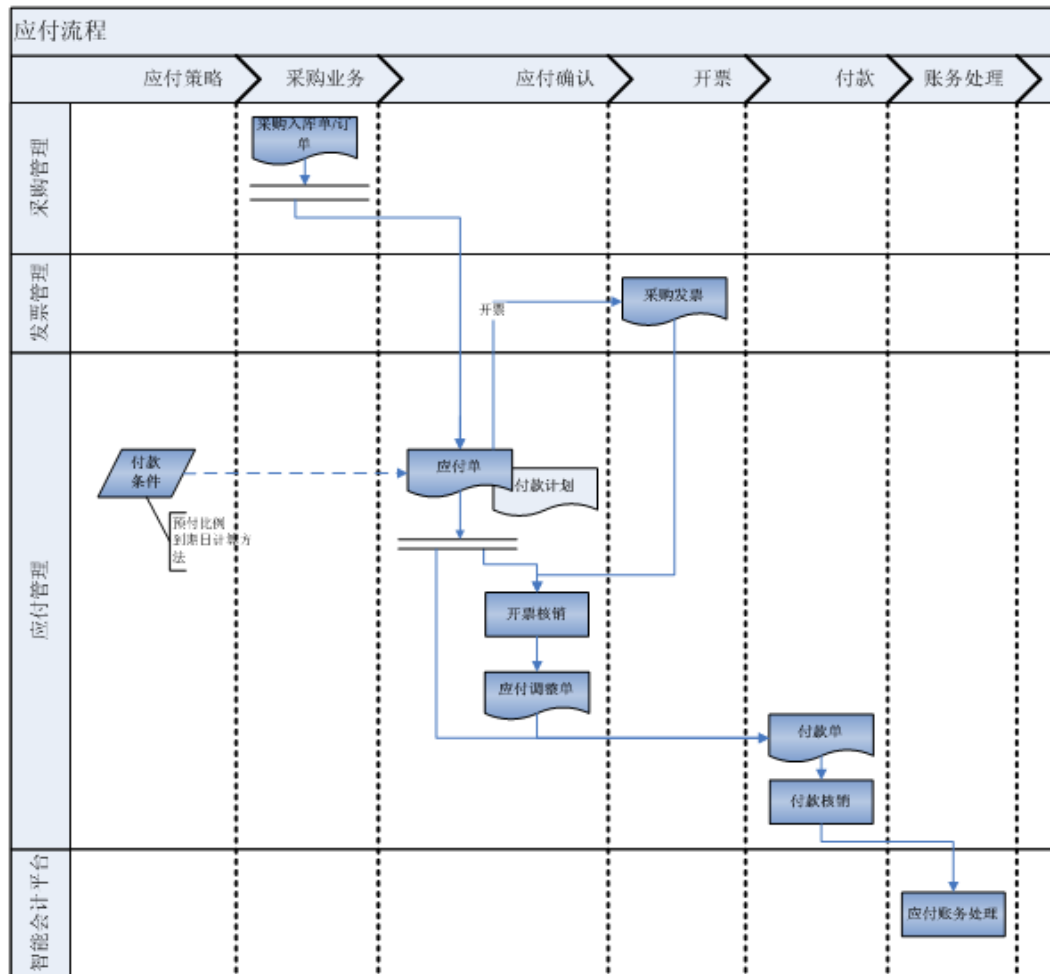 应付流程
应付策略
采购业务
应付确认
开票
付款
账务处理
采购管理
采购入库单/订
单
发票管理
开票
采购发票
应付管理
付款
条件
预付比例
到期日计算方
法
应付单
付款计划
开票核销
应付调整单
付款单
付款核销
智能会计平台
应付账务处理